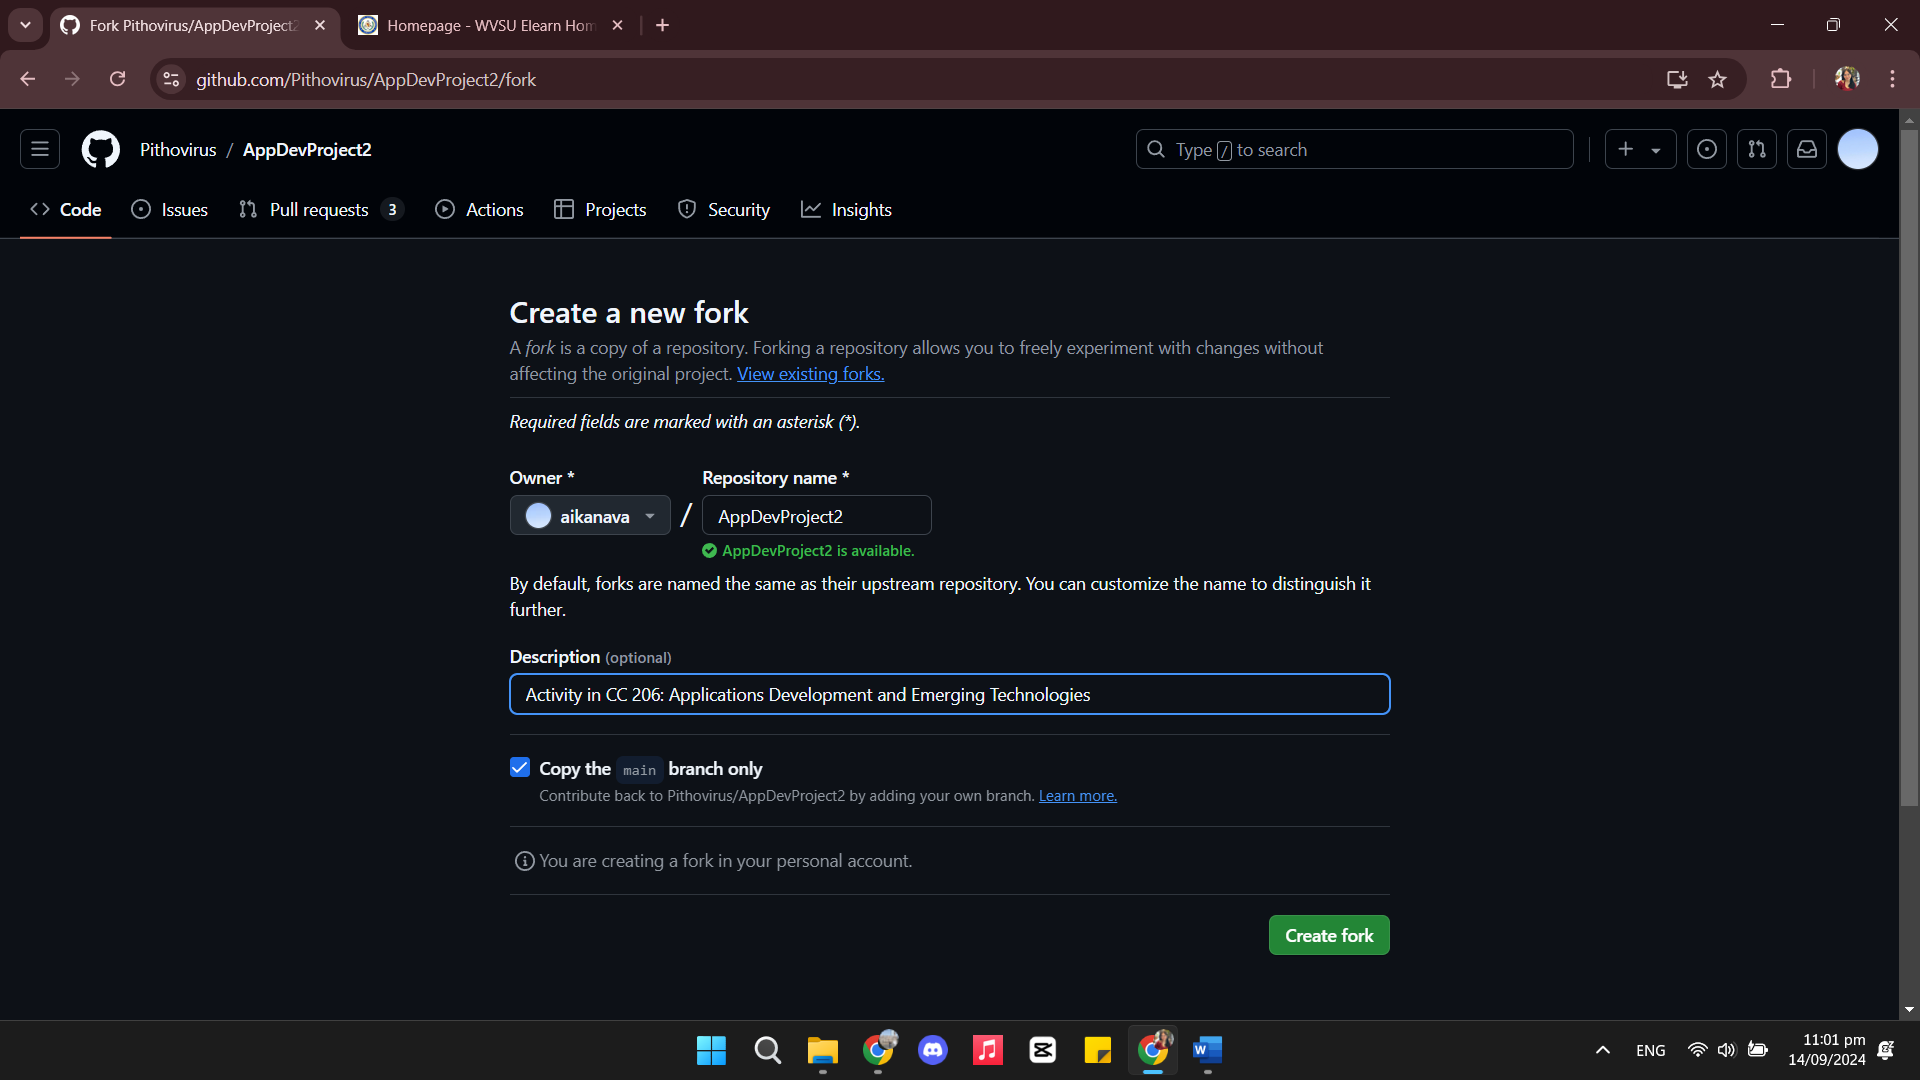 Fork Pithovirus/AppDevProject2
Homepage - WVSU Elearn Hom
github.com/Pithovirus/AppDevProject2/fork
Pithovirus / AppDevProject2
Type / to search
Code
Issues
Pull requests 3
Actions
Projects
Security
Insights
Create a new fork
A fork is a copy of a repository. Forking a repository allows you to freely experiment with changes without
affecting the original project. View existing forks.
Required fields are marked with an asterisk (*).
Owner *
Repository name *
aikanava / AppDevProject2
AppDevProject2 is available.
By default, forks are named the same as their upstream repository. You can customize the name to distinguish it
further.
Description (optional)
Activity in CC 206: Applications Development and Emerging Technologies
Copy the main branch only
Contribute back to Pithovirus/AppDevProject2 by adding your own branch. Learn more.
You are creating a fork in your personal account.
Create fork
ENG
11:01 pm
14/09/2024